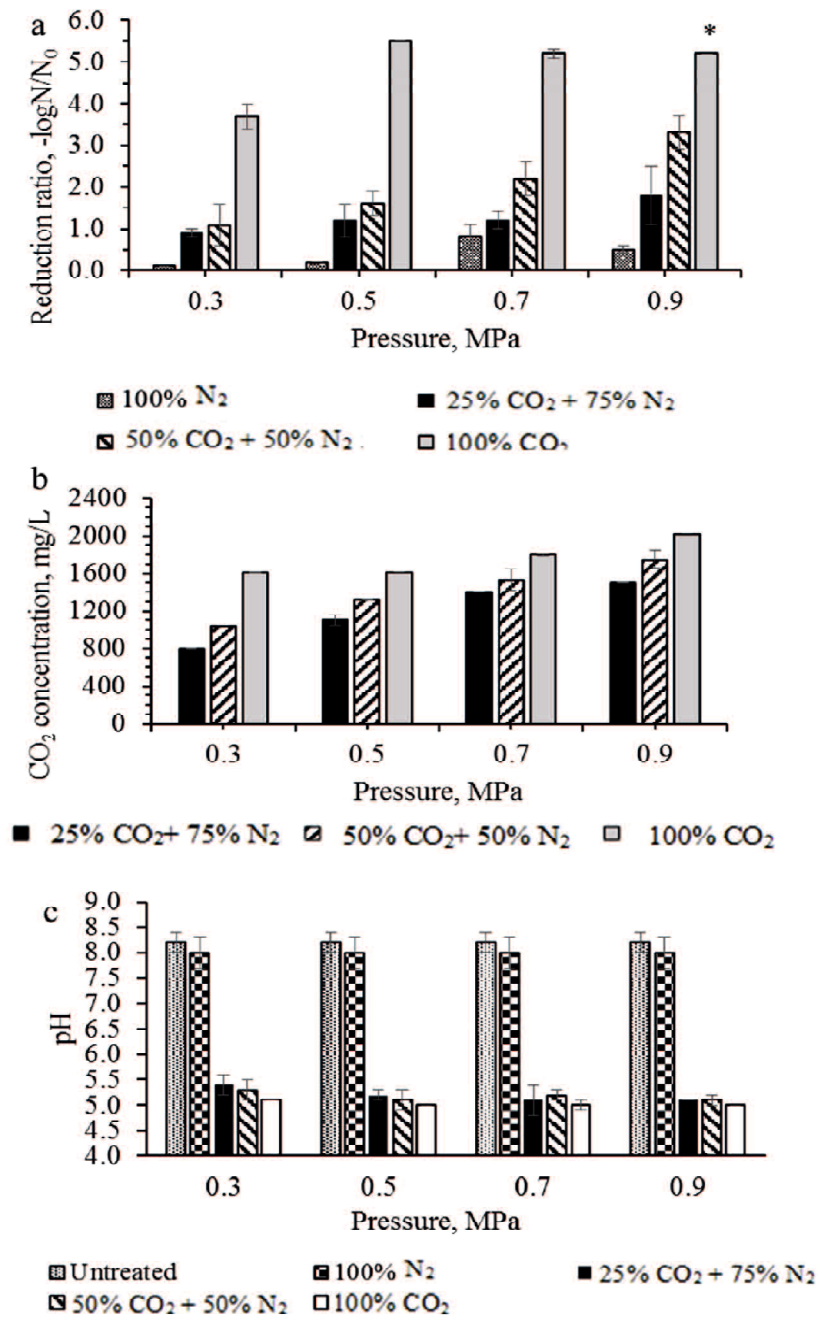 a
6.0
5.0
4.0
3.0
2.0
1.0
0.0
Reduction ratio, -logN/N₀
*
0.3 0.5 0.7 0.9
Pressure, MPa
100% N₂ 25% CO₂ + 75% N₂
50% CO₂ + 50% N₂ 100% CO₂
b
2400
2000
1600
1200
800
400
0
CO₂ concentration, mg/L
0.3 0.5 0.7 0.9
Pressure, MPa
25% CO₂+ 75% N₂ 50% CO₂+ 50% N₂ 100% CO₂
c
9.0
8.5
8.0
7.5
7.0
6.5
6.0
5.5
5.0
4.5
4.0
pH
0.3 0.5 0.7 0.9
Pressure, MPa
Untreated 100% N₂ 25% CO₂ + 75% N₂
50% CO₂ + 50% N₂ 100% CO₂